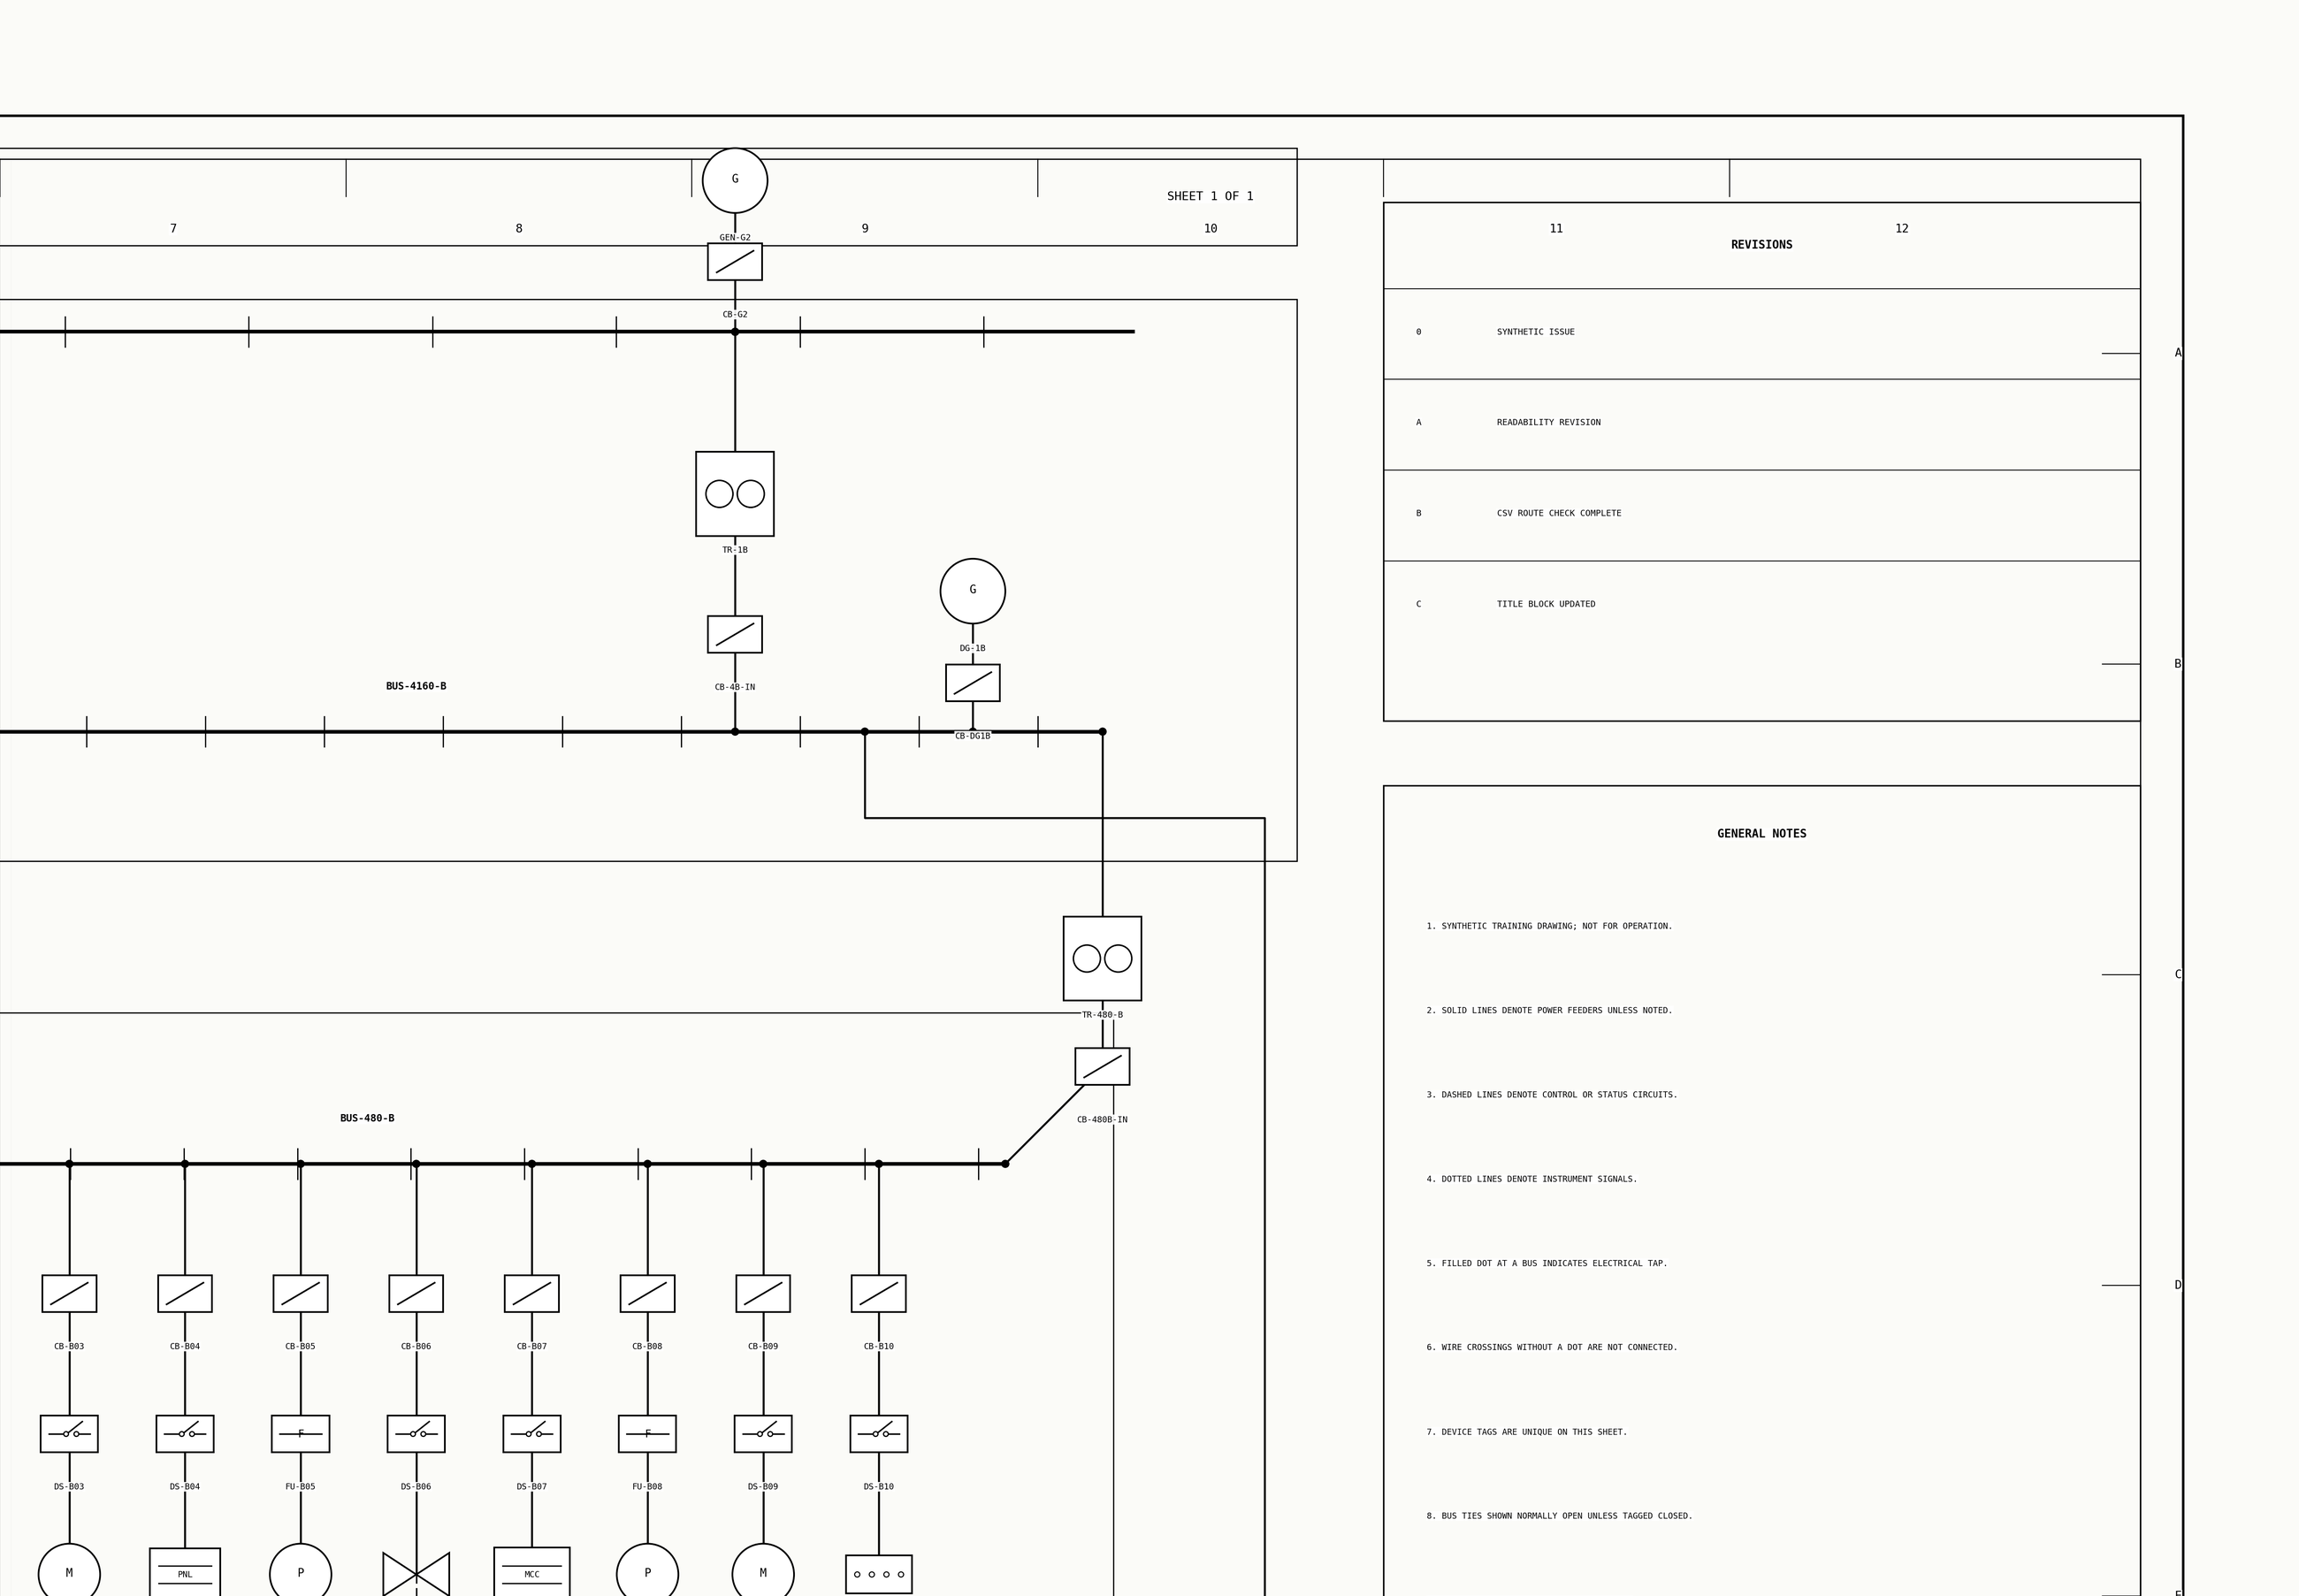 G
SHEET 1 OF 1
7 8 9 10 11 12
GEN-G2
REVISIONS
CB-G2
0 SYNTHETIC ISSUE
A
A READABILITY REVISION
B CSV ROUTE CHECK COMPLETE
TR-1B
G
C TITLE BLOCK UPDATED
DG-1B
B
BUS-4160-B
CB-4B-IN
CB-DG1B
GENERAL NOTES
1. SYNTHETIC TRAINING DRAWING; NOT FOR OPERATION.
C
2. SOLID LINES DENOTE POWER FEEDERS UNLESS NOTED.
TR-480-B
3. DASHED LINES DENOTE CONTROL OR STATUS CIRCUITS.
BUS-480-B
CB-480B-IN
4. DOTTED LINES DENOTE INSTRUMENT SIGNALS.
5. FILLED DOT AT A BUS INDICATES ELECTRICAL TAP.
D
CB-B03 CB-B04 CB-B05 CB-B06 CB-B07 CB-B08 CB-B09 CB-B10
6. WIRE CROSSINGS WITHOUT A DOT ARE NOT CONNECTED.
F F
7. DEVICE TAGS ARE UNIQUE ON THIS SHEET.
DS-B03 DS-B04 FU-B05 DS-B06 DS-B07 FU-B08 DS-B09 DS-B10
8. BUS TIES SHOWN NORMALLY OPEN UNLESS TAGGED CLOSED.
M PNL P MCC P M